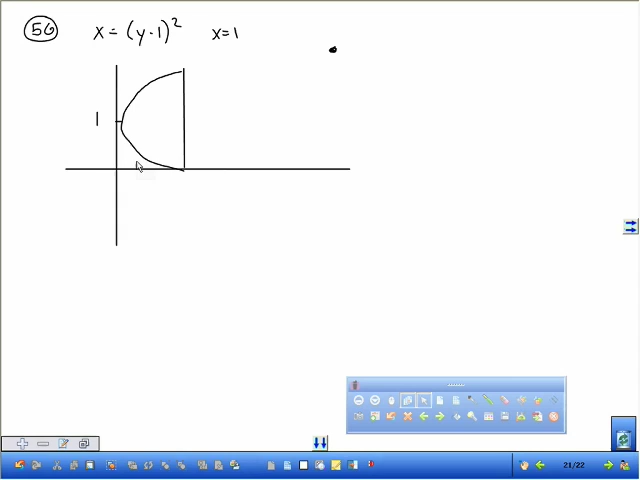 56 x = (y-1)² x=1
1
21/22